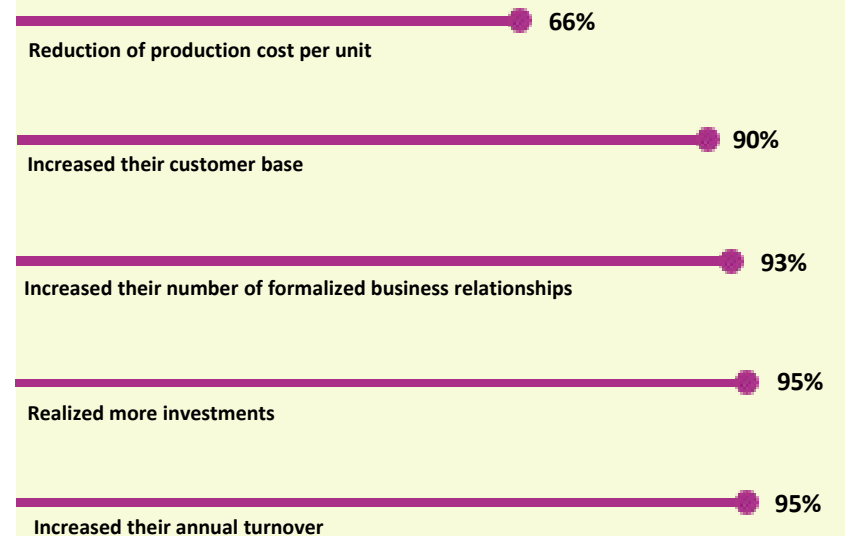 66%
Reduction of production cost per unit
90%
Increased their customer base
93%
Increased their number of formalized business relationships
95%
Realized more investments
95%
Increased their annual turnover